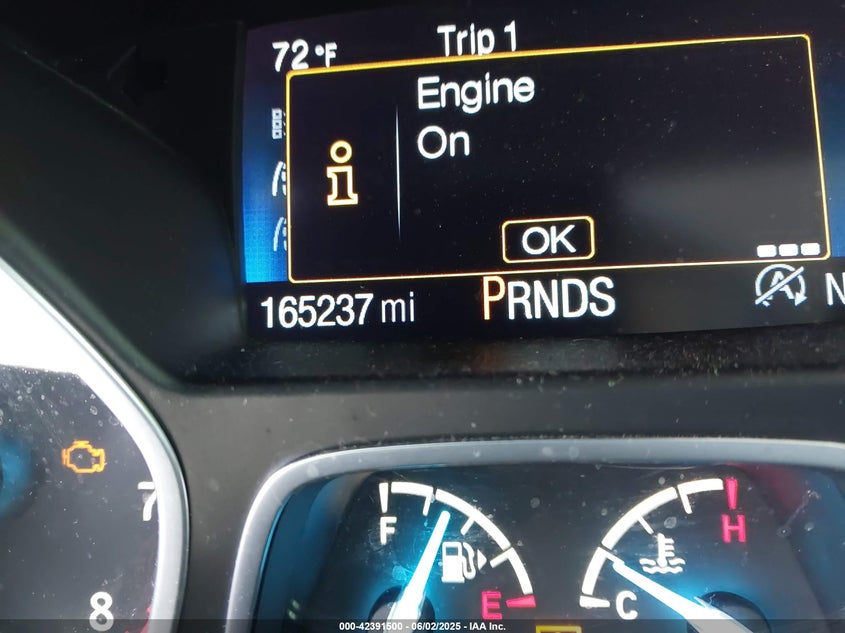 72°F Trip 1
Engine
On
OK
165237 mi PRNDS N
7
8
F E
H C
000-42391500 - 06/02/2025 - IAA Inc.